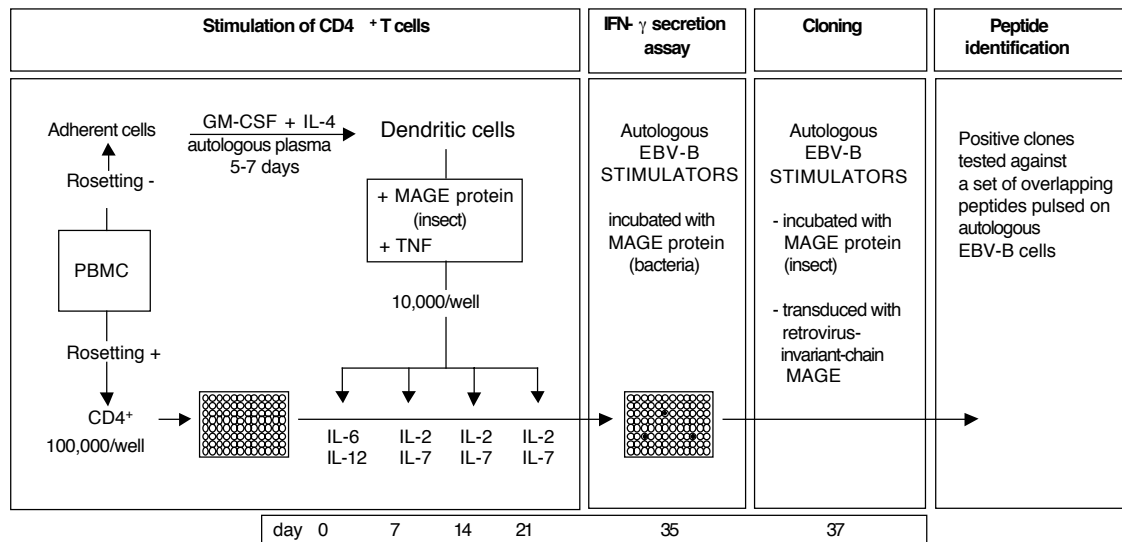 Stimulation of CD4 + T cells
IFN- γ secretion
assay
Cloning
Peptide
identification
Adherent cells
GM-CSF + IL-4
autologous plasma
5-7 days
Dendritic cells
Rosetting -
+ MAGE protein
(insect)
+ TNF
PBMC
10,000/well
Rosetting +
CD4+
100,000/well
IL-6
IL-12
IL-2
IL-7
IL-2
IL-7
IL-2
IL-7
Autologous
EBV-B
STIMULATORS
incubated with
MAGE protein
(bacteria)
Autologous
EBV-B
STIMULATORS
- incubated with
MAGE protein
(insect)
- transduced with
retrovirus-
invariant-chain
MAGE
Positive clones
tested against
a set of overlapping
peptides pulsed on
autologous
EBV-B cells
day 0 7 14 21 35 37